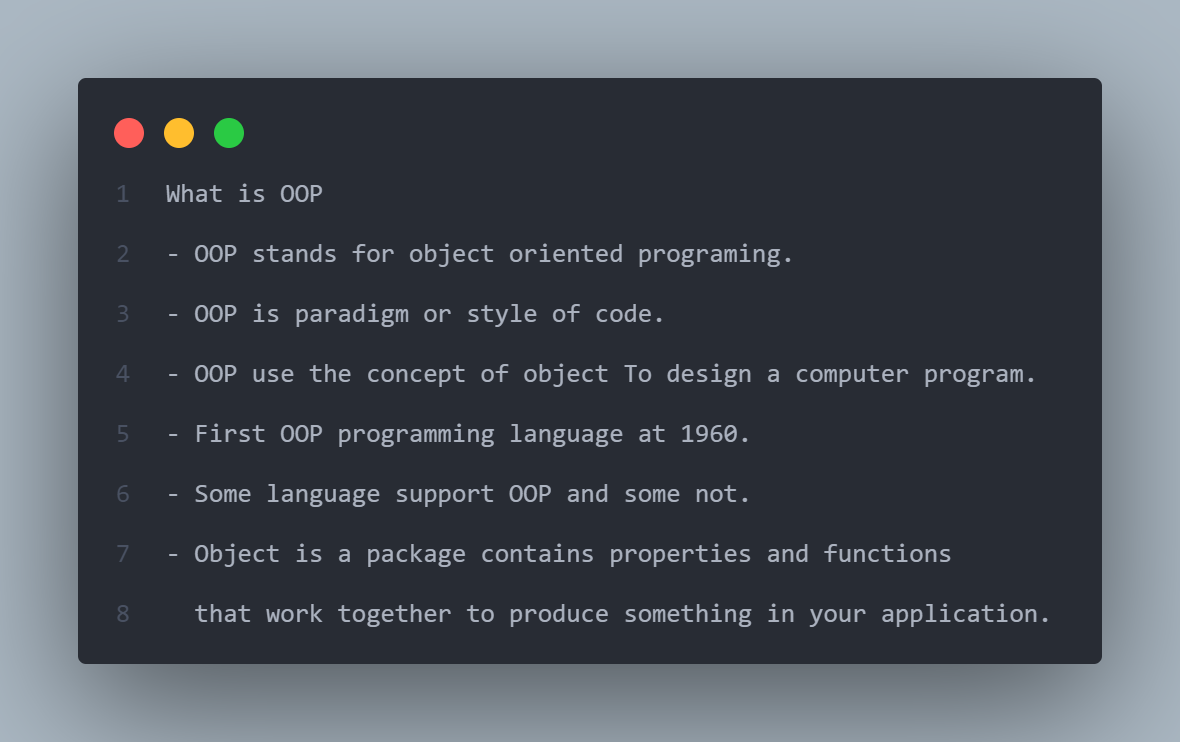 1 What is OOP
2 - OOP stands for object oriented programing.
3 - OOP is paradigm or style of code.
4 - OOP use the concept of object To design a computer program.
5 - First OOP programming language at 1960.
6 - Some language support OOP and some not.
7 - Object is a package contains properties and functions
8 that work together to produce something in your application.